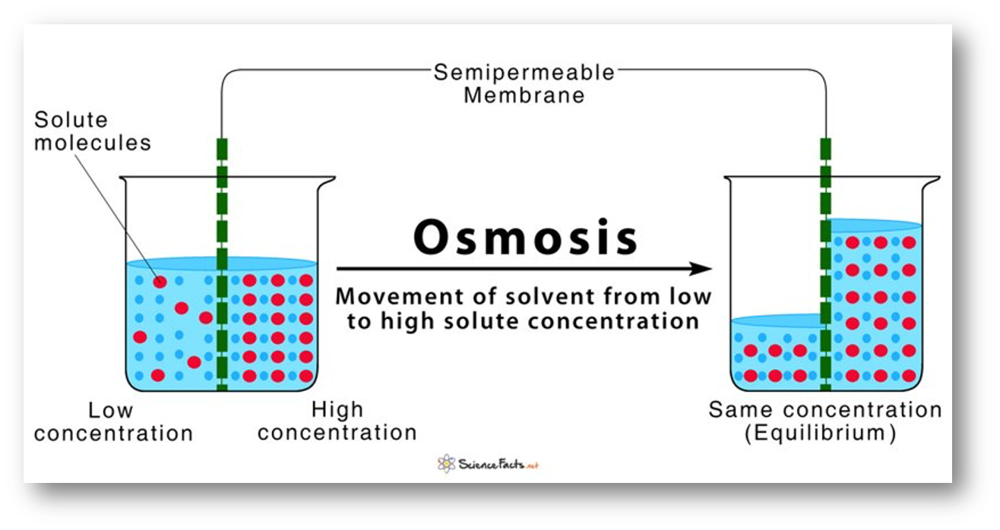 Semipermeable
Membrane
Solute
molecules
Osmosis
Movement of solvent from low
to high solute concentration
Low
concentration
High
concentration
Same concentration
(Equilibrium)
ScienceFacts.net